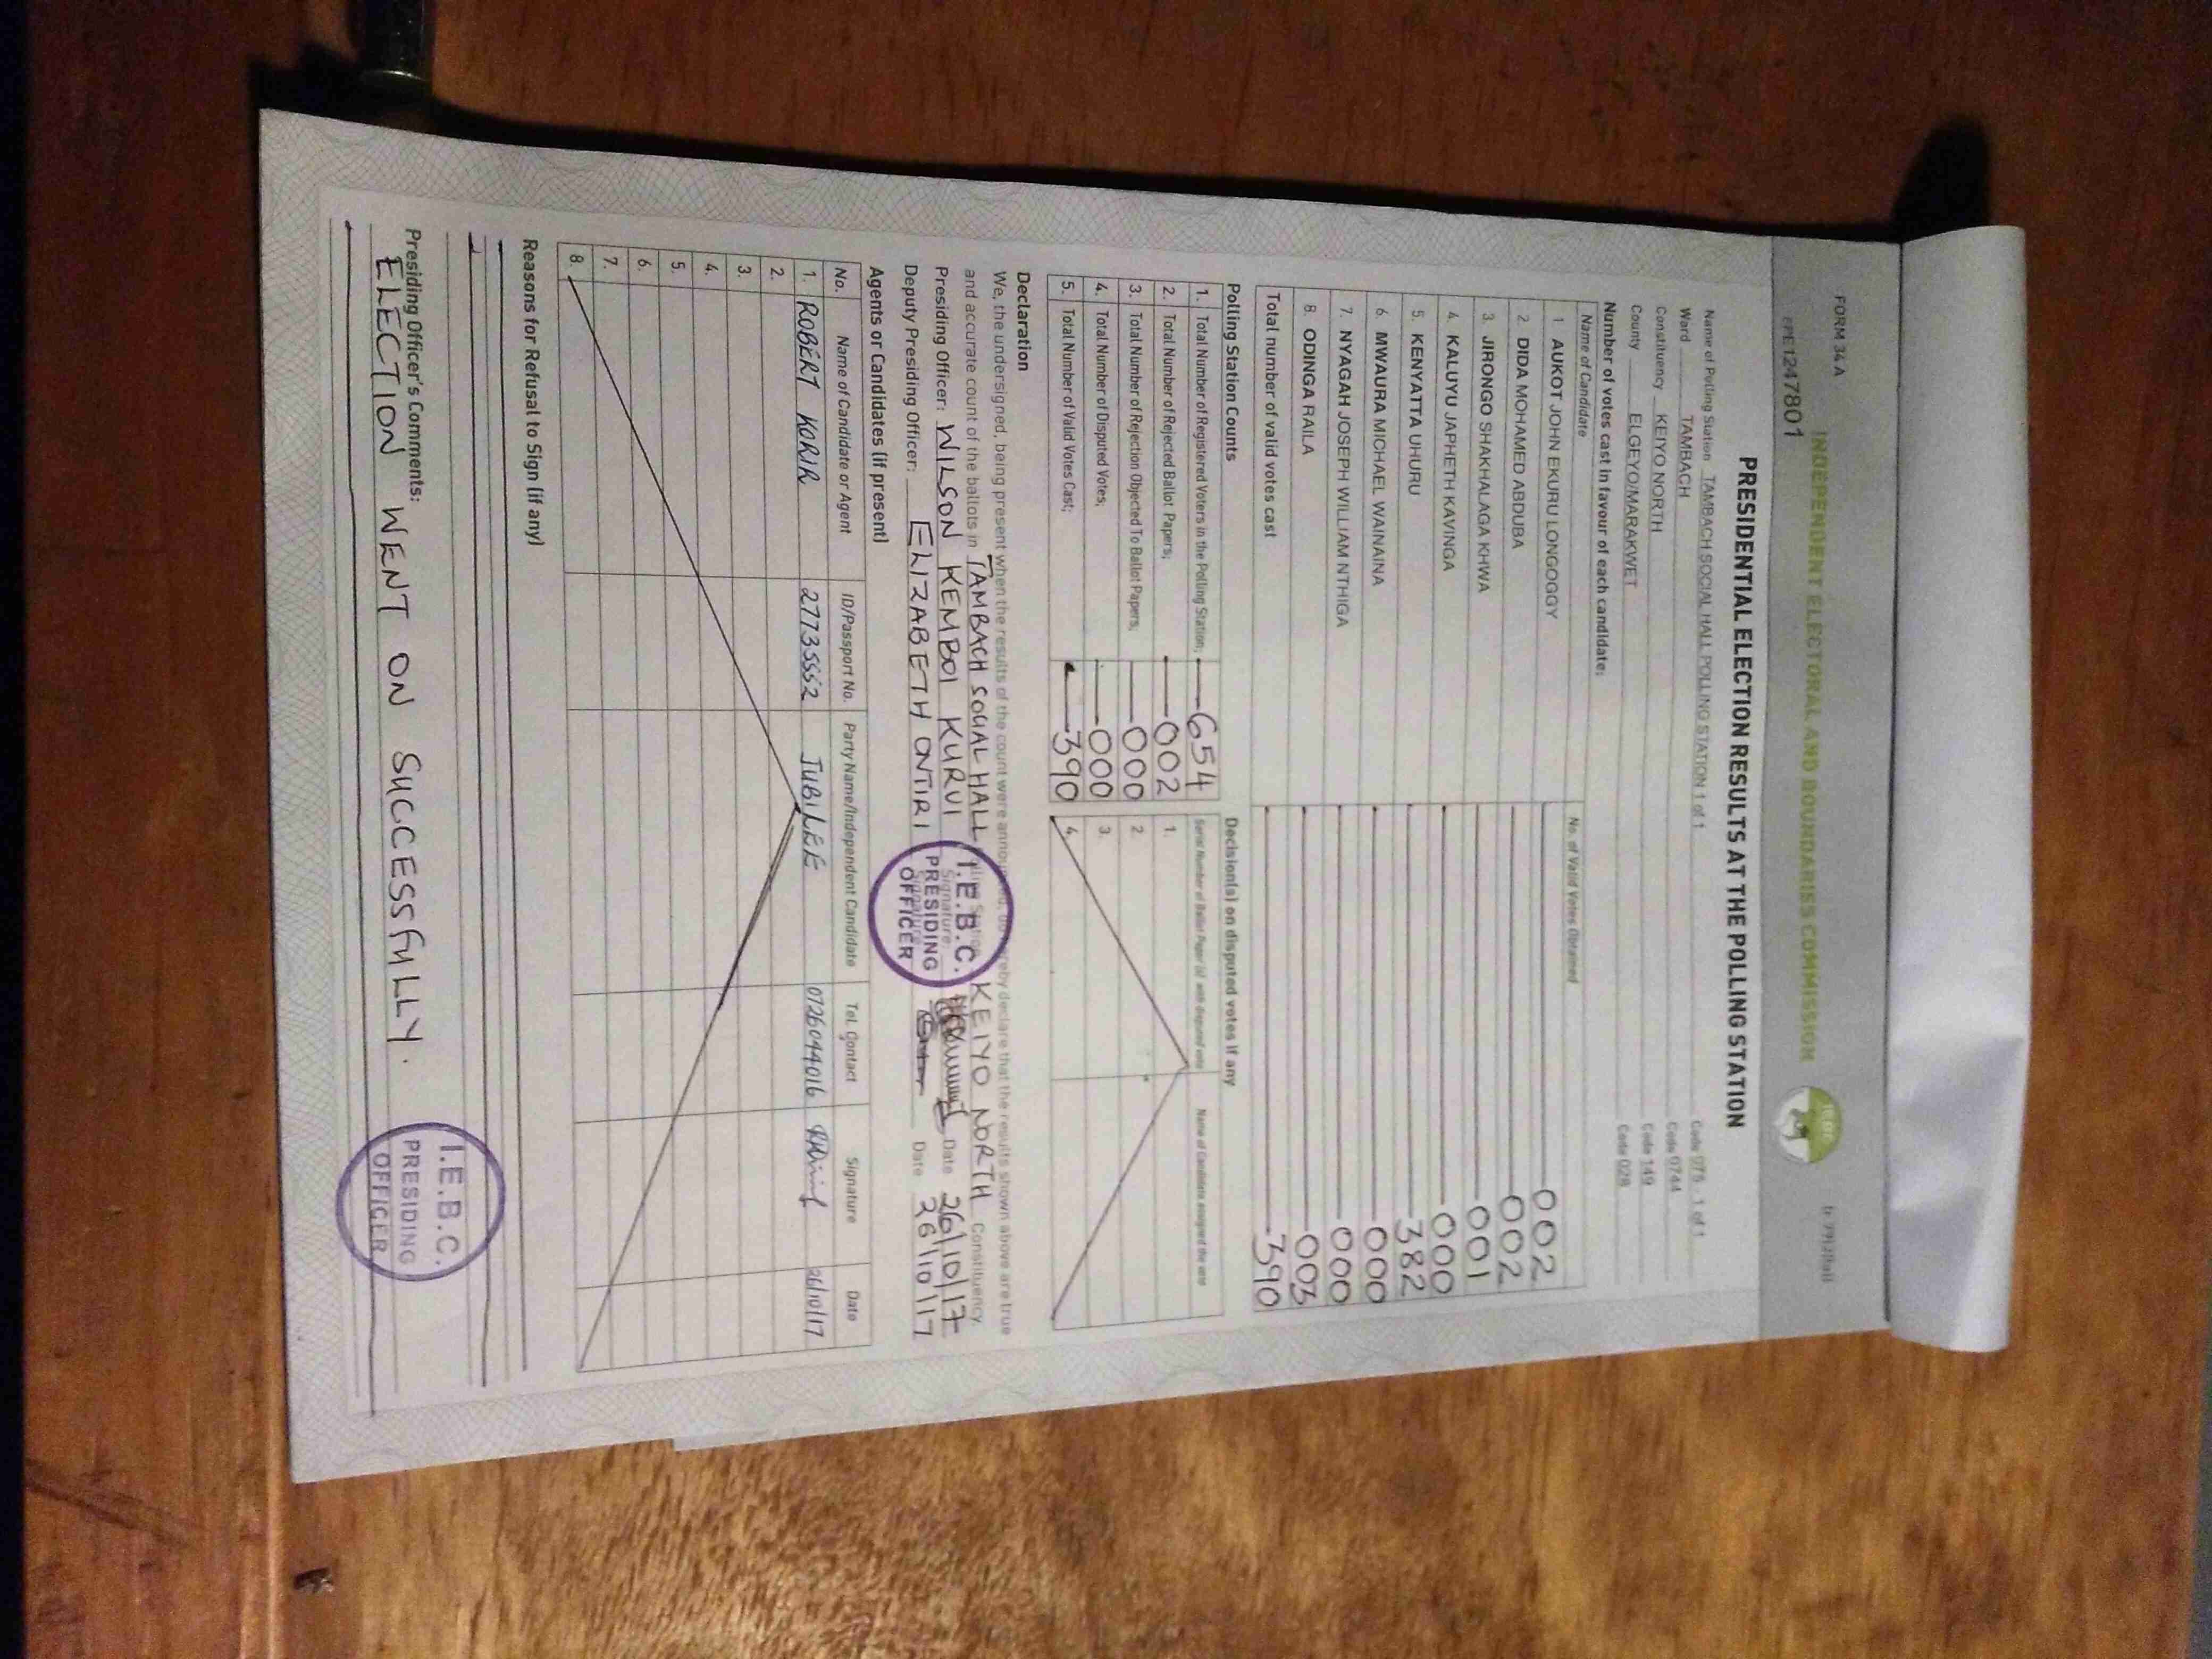 FORM 34 A
INDEPENDENT ELECTORAL AND BOUNDARIES COMMISSION
PRESIDENTIAL ELECTION RESULTS AT THE POLLING STATION
Name of Polling Station TAMBACH SOCIAL HALL POLLING STATION 1 of 1 Code 075 - 1 of 1
Ward TAMBACH Code 0744
Constituency KEIYO NORTH Code 149
County ELGEYO/MARAKWET Code 028
Number of votes cast in favour of each candidate:
Name of Candidate No. of Valid Votes Obtained
1. AUKOT JOHN EKURU LONGOGGY 002
2. DIDA MOHAMED ABDUBA 002
3. JIRONGO SHAKHALAGA KHWA 001
4. KALUYU JAPHETH KAVINGA 000
5. KENYATTA UHURU 382
6. MWAURA MICHAEL WAINAINA 000
7. NYAGAH JOSEPH WILLIAM NTHIGA 000
8. ODINGA RAILA 003
Total number of valid votes cast 390
Polling Station Counts
1. Total Number of Registered Voters in the Polling Station; 654
2. Total Number of Rejected Ballot Papers; 002
3. Total Number of Rejection Objected To Ballot Papers; 000
4. Total Number of Disputed Votes; 000
5. Total Number of Valid Votes Cast; 390
Decision(s) on disputed votes if any
Serial Number of Ballot Paper (s) with disputed vote Name of Candidate assigned the vote
1.
2.
3.
4.
Declaration
We, the undersigned, being present when the results of the count were announced, do hereby declare that the results shown above are true
and accurate count of the ballots in TAMBACH SOCIAL HALL Polling Station KEIYO NORTH Constituency.
Presiding Officer: WILSON KEMBOI KURUI Signature: Date 26/10/17
Deputy Presiding Officer: ELIZABETH ONTIRI Signature: Date 26/10/17
I.E.B.C.
PRESIDING
OFFICER
Agents or Candidates (if present)
No. Name of Candidate or Agent ID/Passport No. Party Name/Independent Candidate Tel. Contact Signature Date
1. ROBERT KORIR 27735552 JUBILEE 0726044016 26/10/17
2.
3.
4.
5.
6.
7.
8.
Reasons for Refusal to Sign (if any)
Presiding Officer's Comments:
ELECTION WENT ON SUCCESSFULLY.
I.E.B.C.
PRESIDING
OFFICER